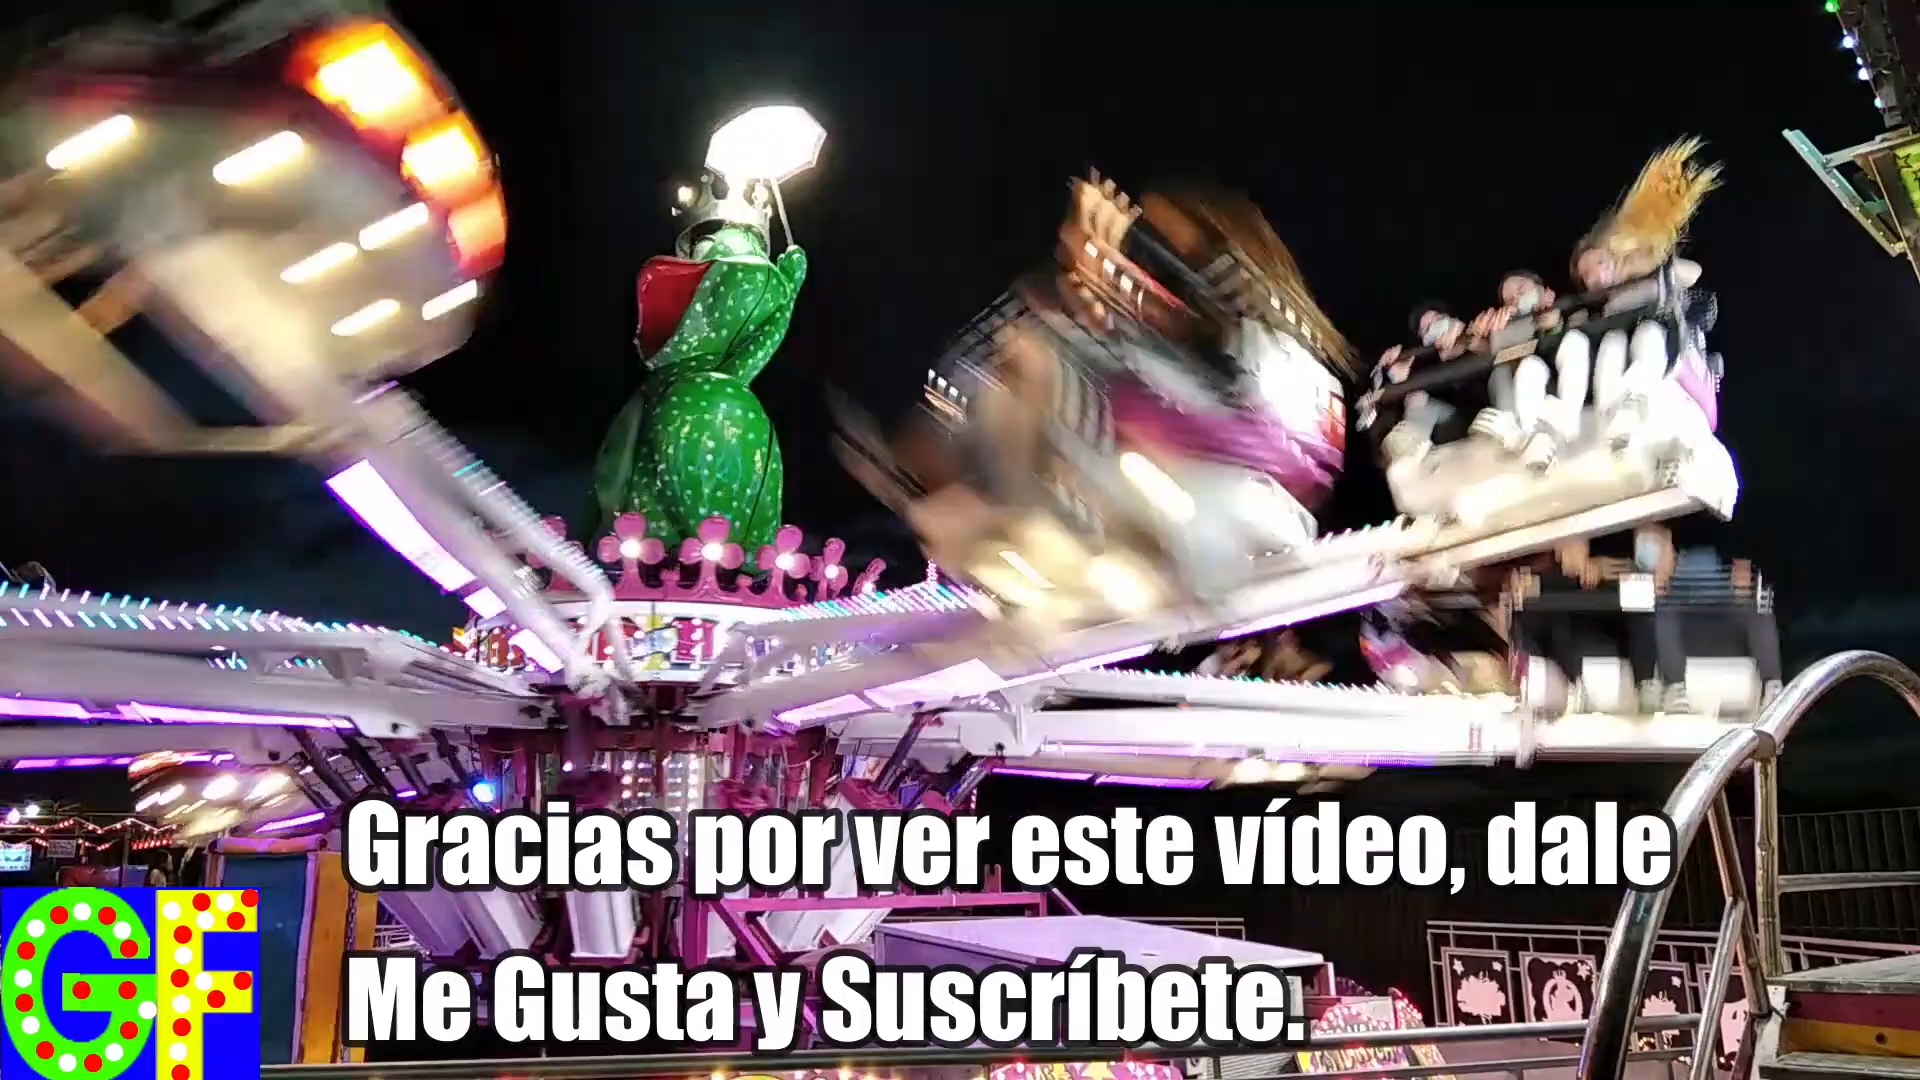 Gracias por ver este vídeo, dale
Me Gusta y Suscríbete.
GF